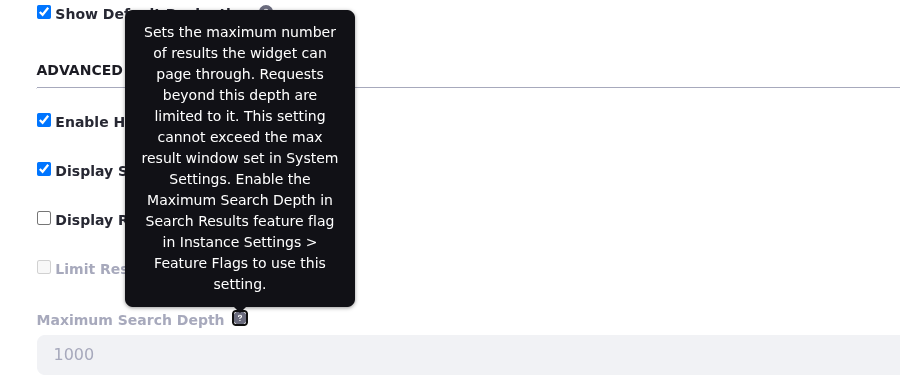 Show Def
Sets the maximum number
of results the widget can
page through. Requests
beyond this depth are
limited to it. This setting
cannot exceed the max
result window set in System
Settings. Enable the
Maximum Search Depth in
Search Results feature flag
in Instance Settings >
Feature Flags to use this
setting.
ADVANCED
Enable H
Display S
Display R
Limit Res
Maximum Search Depth ?
1000